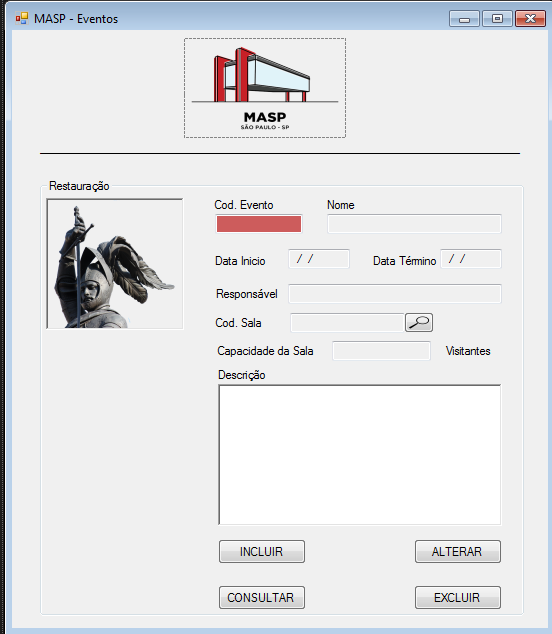 MASP - Eventos
MASP
SÃO PAULO - SP
Restauração
Cod. Evento Nome
Data Inicio / / Data Término / /
Responsável
Cod. Sala
Capacidade da Sala Visitantes
Descrição
INCLUIR ALTERAR
CONSULTAR EXCLUIR